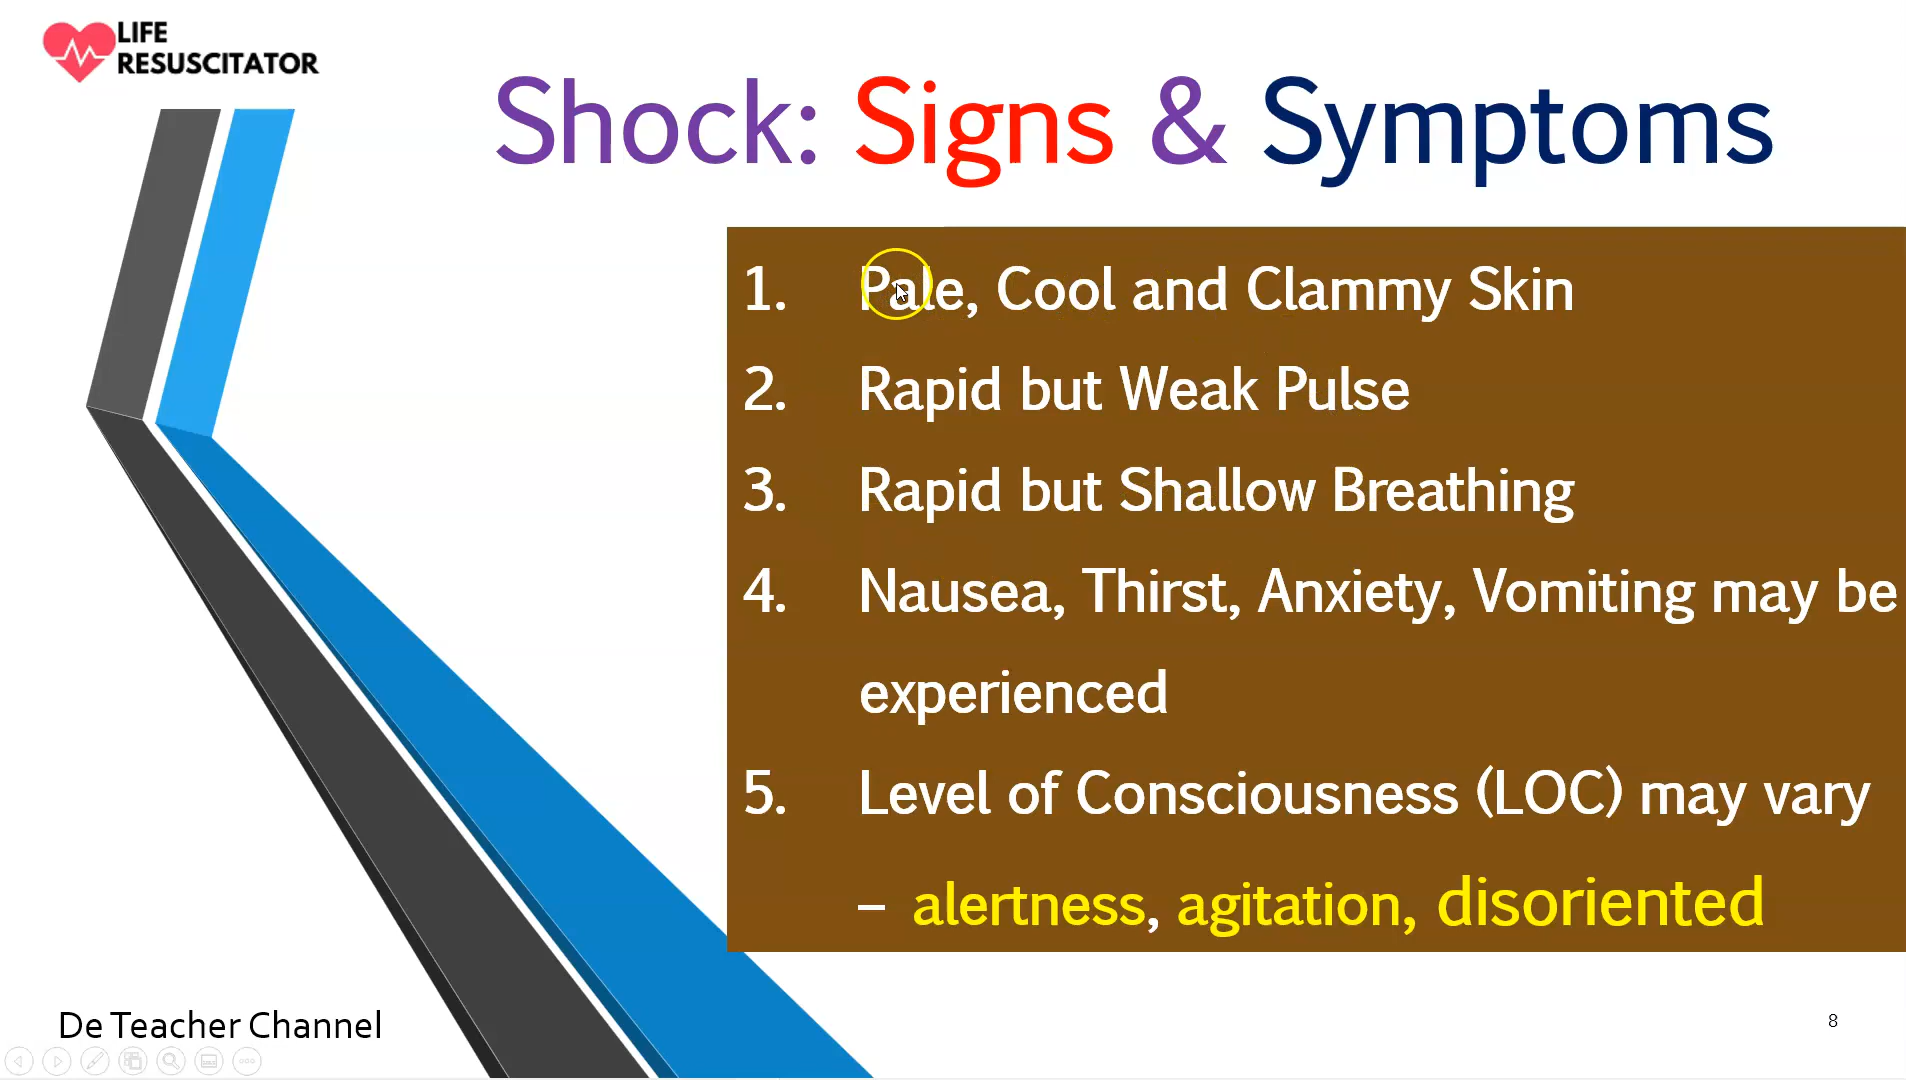 LIFE
RESUSCITATOR
Shock: Signs & Symptoms
1. Pale, Cool and Clammy Skin
2. Rapid but Weak Pulse
3. Rapid but Shallow Breathing
4. Nausea, Thirst, Anxiety, Vomiting may be
experienced
5. Level of Consciousness (LOC) may vary
– alertness, agitation, disoriented
De Teacher Channel
8